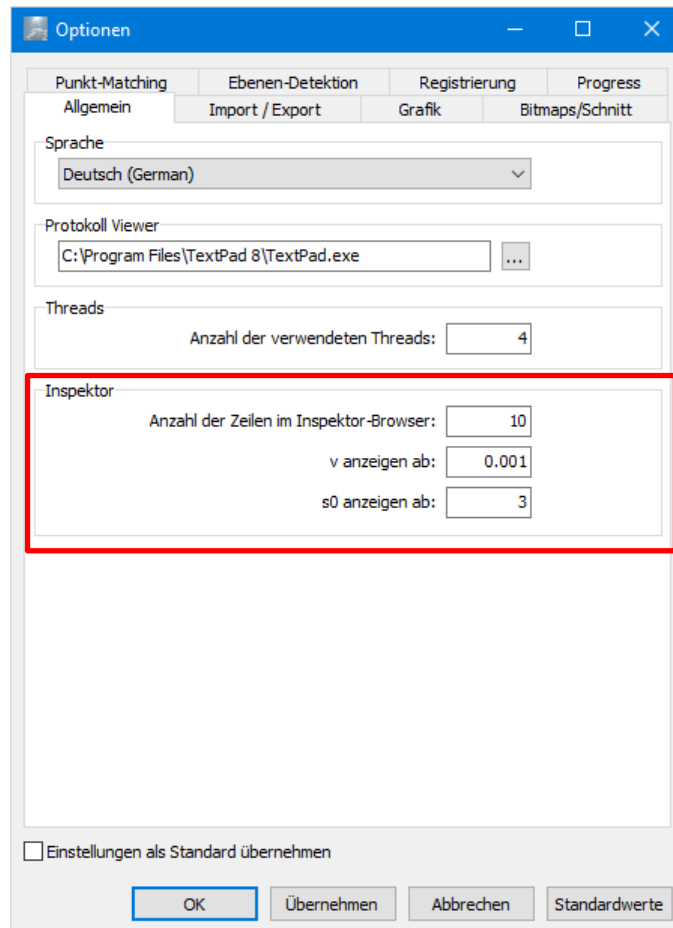 Optionen
Punkt-Matching Ebenen-Detektion Registrierung Progress
Allgemein Import / Export Grafik Bitmaps/Schnitt
Sprache
Deutsch (German)
Protokoll Viewer
C:\Program Files\TextPad 8\TextPad.exe ...
Threads
Anzahl der verwendeten Threads: 4
Inspektor
Anzahl der Zeilen im Inspektor-Browser: 10
v anzeigen ab: 0.001
s0 anzeigen ab: 3
Einstellungen als Standard übernehmen
OK Übernehmen Abbrechen Standardwerte